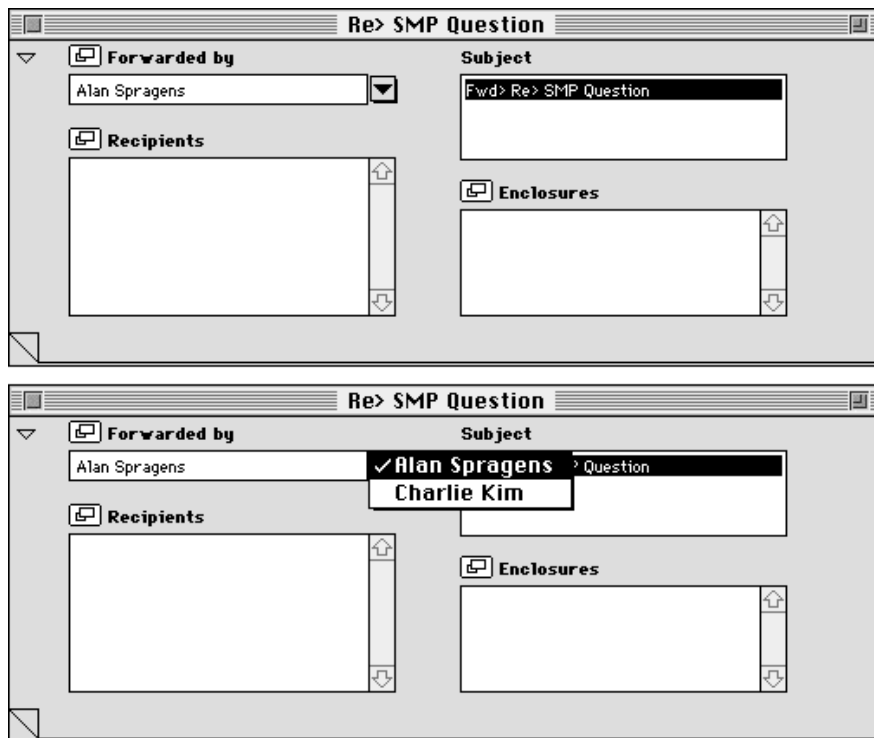 Re> SMP Question
Forwarded by
Subject
Alan Spragens
Fwd> Re> SMP Question
Recipients
Enclosures
Re> SMP Question
Forwarded by
Subject
Alan Spragens
✓Alan Spragens
> Question
Charlie Kim
Recipients
Enclosures